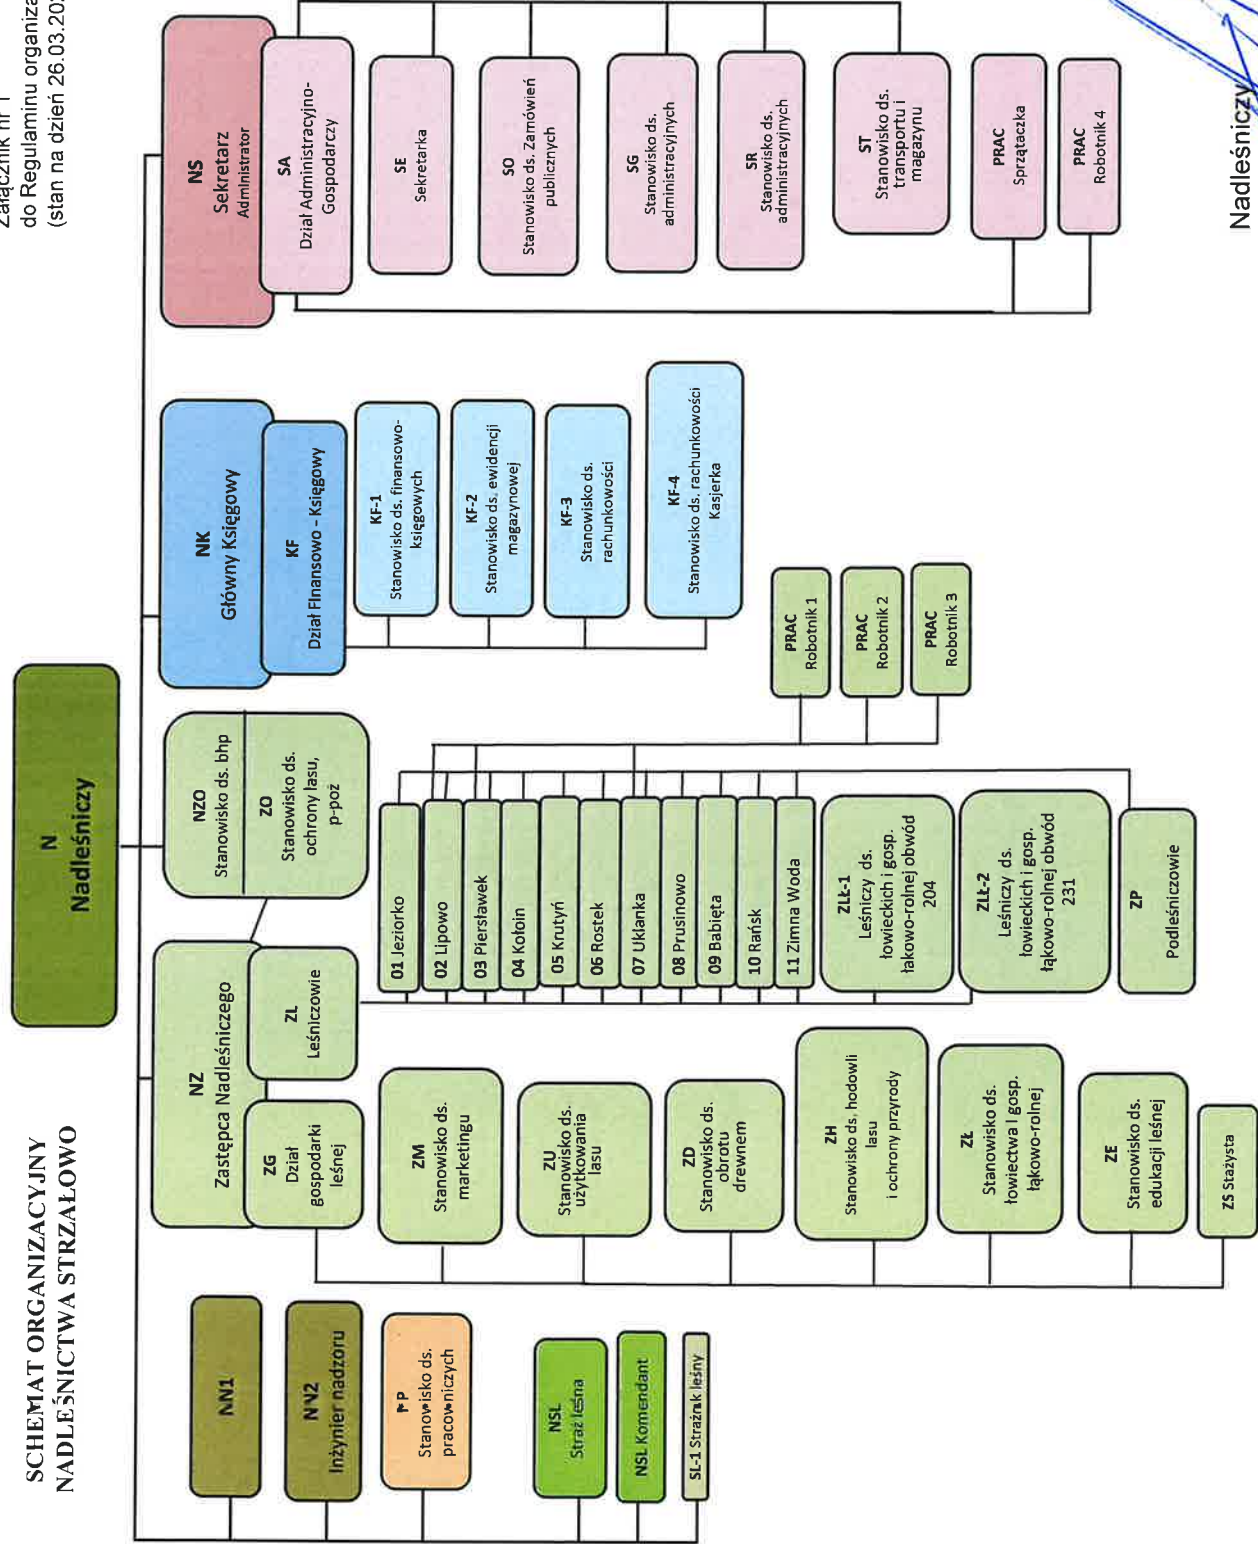 Załącznik nr 1
do Regulaminu organiza
(stan na dzień 26.03.20
SCHEMAT ORGANIZACYJNY
NADLEŚNICTWA STRZAŁOWO
N
Nadleśniczy
NN1
NN2
Inżynier nadzoru
Stanowisko ds.
pracowniczych
NSL
Straż leśna
NSL Komendant
SL-1 Strażnik leśny
NZ
Zastępca Nadleśniczego
ZG
Dział
gospodarki
leśnej
ZL
Leśniczowie
ZM
Stanowisko ds.
marketingu
ZU
Stanowisko ds.
użytkowania
lasu
ZD
Stanowisko ds.
obrotu
drewnem
ZH
Stanowisko ds. hodowli
lasu
i ochrony przyrody
ZŁ
Stanowisko ds.
łowiectwa i gosp.
łąkowo-rolnej
ZE
Stanowisko ds.
edukacji leśnej
ZS Stażysta
NZO
Stanowisko ds. bhp
ZO
Stanowisko ds.
ochrony lasu,
p-poż
01 Jeziorko
02 Lipowo
03 Piersławek
04 Kołoin
05 Krutyń
06 Rostek
07 Uklanka
08 Prusinowo
09 Babięta
10 Rańsk
11 Zimna Woda
ZLŁ-1
Leśniczy ds.
łowieckich i gosp.
łakowo-rolnej obwód
204
ZLŁ-2
Leśniczy ds.
łowieckich i gosp.
łąkowo-rolnej obwód
231
ZP
Podleśniczowie
PRAC
Robotnik 1
PRAC
Robotnik 2
PRAC
Robotnik 3
NK
Główny Księgowy
KF
Dział Finansowo - Księgowy
KF-1
Stanowisko ds. finansowo-
księgowych
KF-2
Stanowisko ds. ewidencji
magazynowej
KF-3
Stanowisko ds.
rachunkowości
KF-4
Stanowisko ds. rachunkowości
Kasjerka
NS
Sekretarz
Administrator
SA
Dział Administracyjno-
Gospodarczy
SE
Sekretarka
SO
Stanowisko ds. Zamówień
publicznych
SG
Stanowisko ds.
administracyjnych
SR
Stanowisko ds.
administracyjnych
ST
Stanowisko ds.
transportu i
magazynu
PRAC
Sprzątaczka
PRAC
Robotnik 4
Nadleśniczy